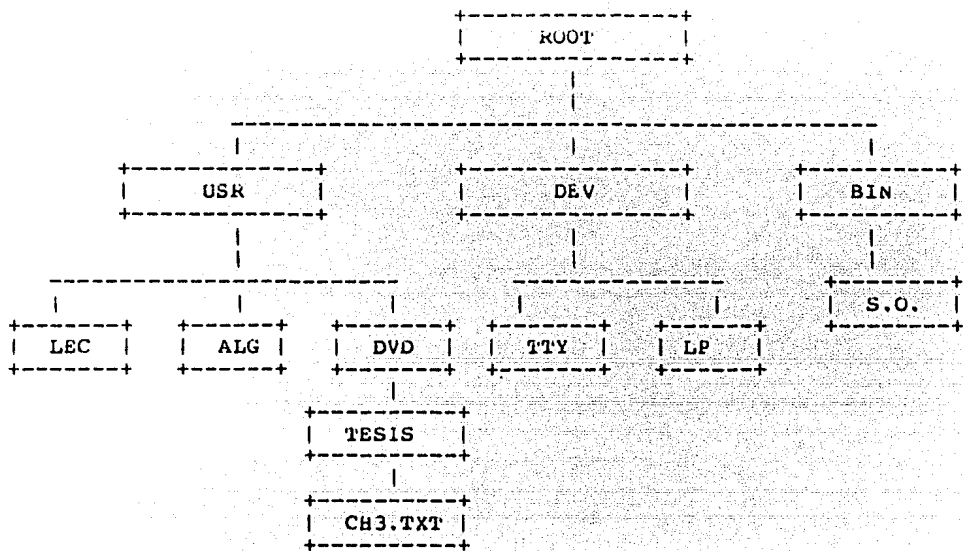 ROOT
USR DEV BIN
S.O.
LEC ALG DVD TTY LP
TESIS
CH3.TXT